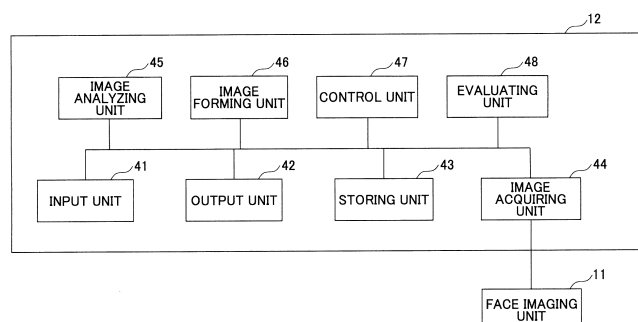 12
45
IMAGE
ANALYZING
UNIT
46
IMAGE
FORMING UNIT
47
CONTROL UNIT
48
EVALUATING
UNIT
41
INPUT UNIT
42
OUTPUT UNIT
43
STORING UNIT
44
IMAGE
ACQUIRING
UNIT
11
FACE IMAGING
UNIT